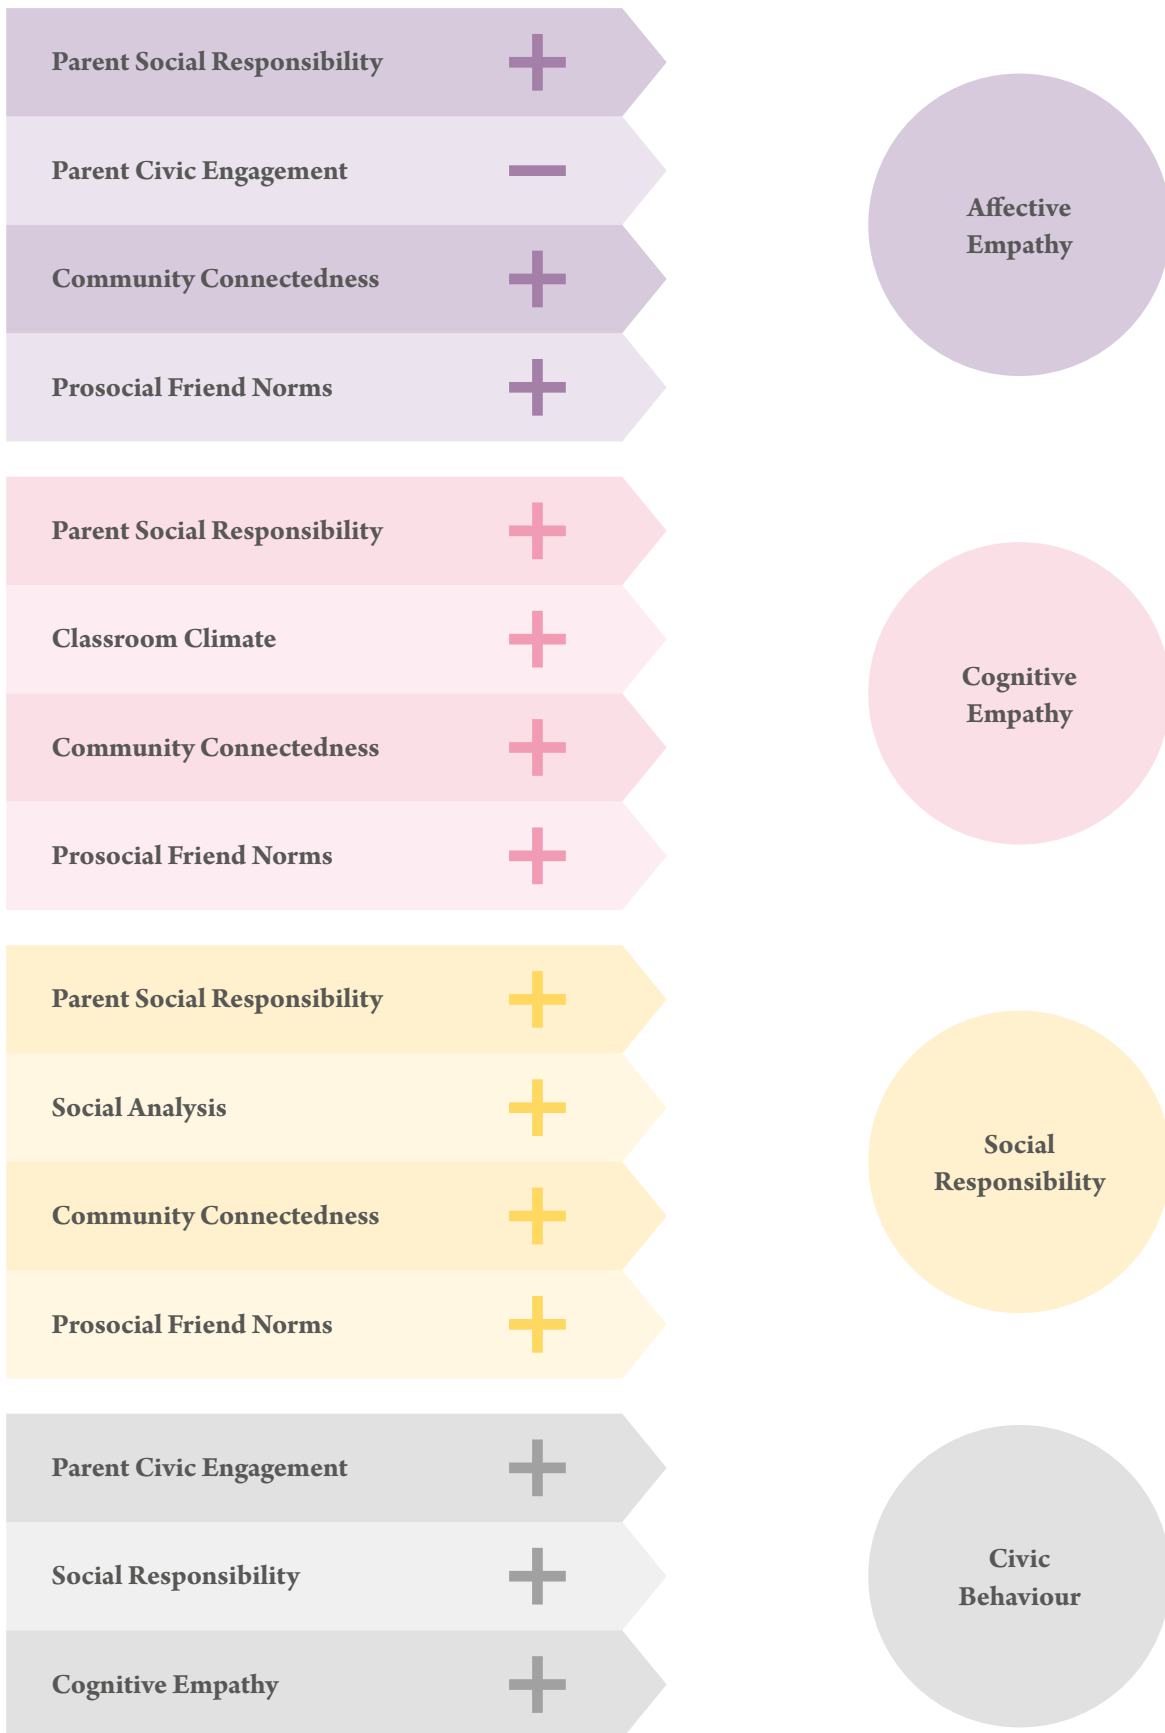 Parent Social Responsibility
Parent Civic Engagement
Community Connectedness
Prosocial Friend Norms
Affective
Empathy
Parent Social Responsibility
Classroom Climate
Community Connectedness
Prosocial Friend Norms
Cognitive
Empathy
Parent Social Responsibility
Social Analysis
Community Connectedness
Prosocial Friend Norms
Social
Responsibility
Parent Civic Engagement
Social Responsibility
Cognitive Empathy
Civic
Behaviour